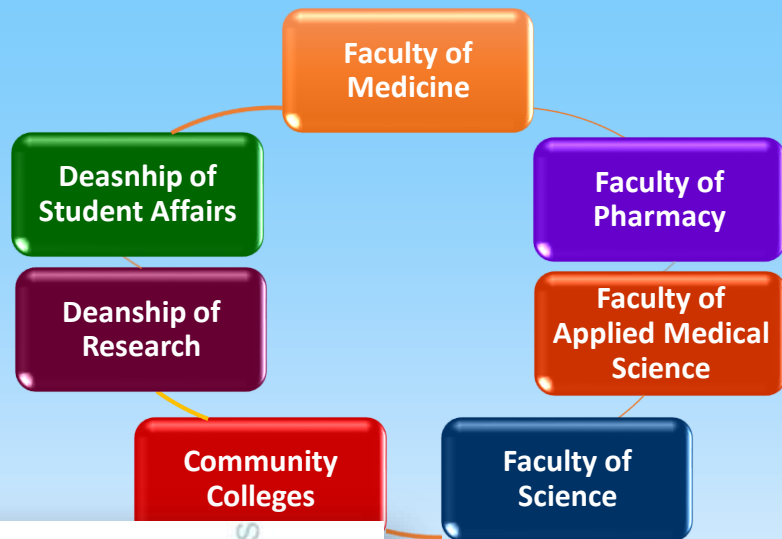 Faculty of
Medicine
Faculty of
Pharmacy
Faculty of
Applied Medical
Science
Faculty of
Science
Community
Colleges
Deanship of
Research
Deasnhip of
Student Affairs